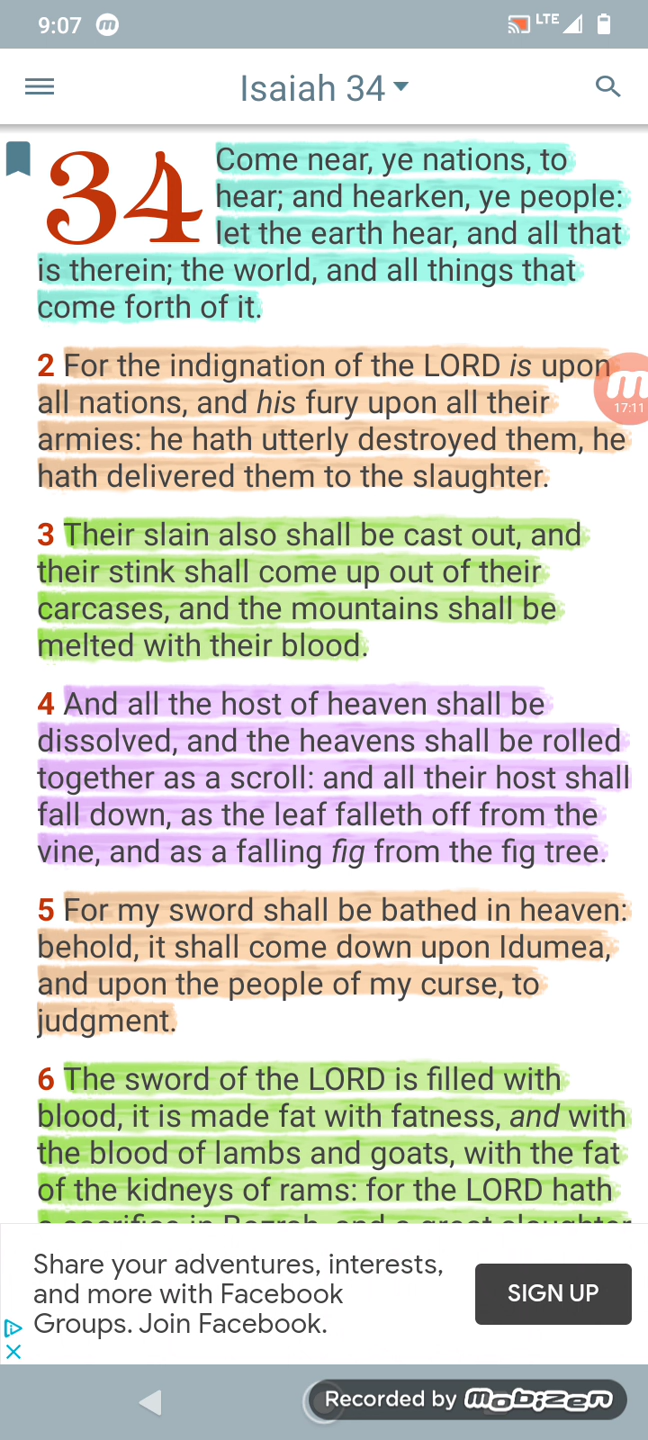 9:07
LTE
Isaiah 34
34 Come near, ye nations, to
hear; and hearken, ye people:
let the earth hear, and all that
is therein; the world, and all things that
come forth of it.
2 For the indignation of the LORD is upon
all nations, and his fury upon all their
armies: he hath utterly destroyed them, he
hath delivered them to the slaughter.
17:11
3 Their slain also shall be cast out, and
their stink shall come up out of their
carcases, and the mountains shall be
melted with their blood.
4 And all the host of heaven shall be
dissolved, and the heavens shall be rolled
together as a scroll: and all their host shall
fall down, as the leaf falleth off from the
vine, and as a falling fig from the fig tree.
5 For my sword shall be bathed in heaven:
behold, it shall come down upon Idumea,
and upon the people of my curse, to
judgment.
6 The sword of the LORD is filled with
blood, it is made fat with fatness, and with
the blood of lambs and goats, with the fat
of the kidneys of rams: for the LORD hath
a sacrifice in Bozrah, and a great slaughter
Share your adventures, interests,
and more with Facebook
Groups. Join Facebook.
SIGN UP
Recorded by mobizen